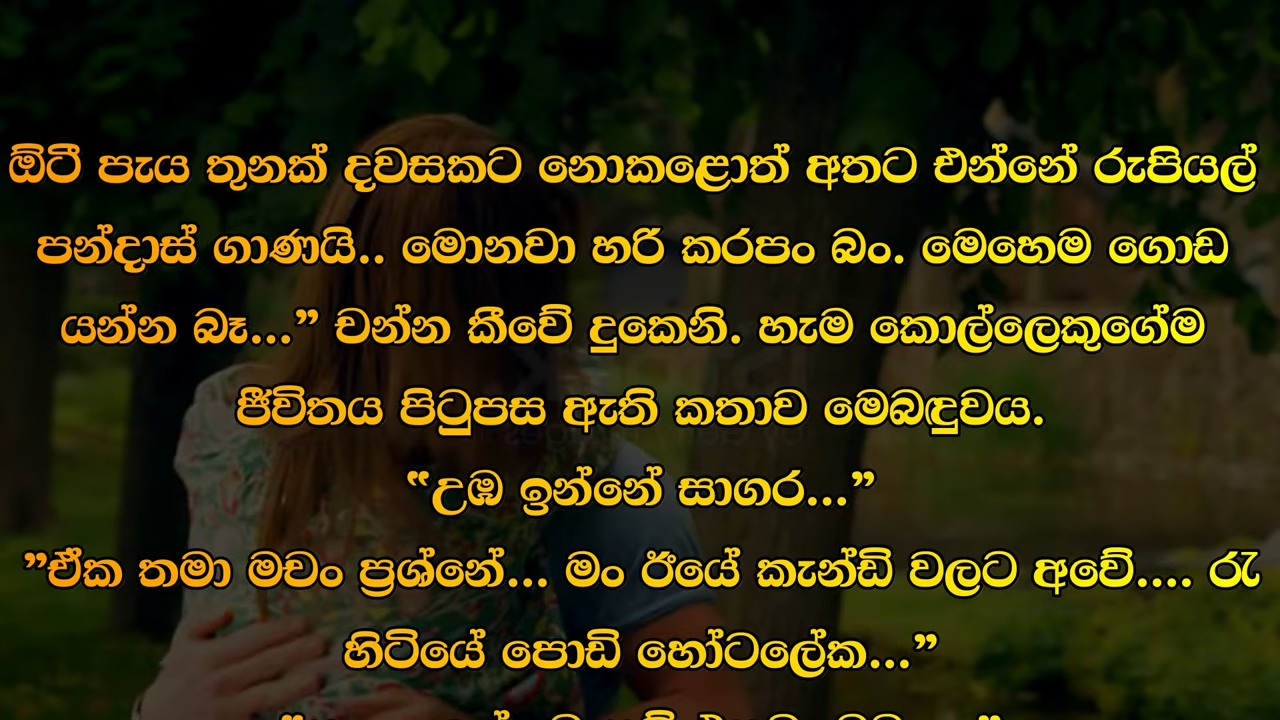 ඕටී පැය තුනක් දවසකට නොකළොත් අතට එන්නේ රුපියල්
පන්දාස් ගාණයි.. මොනවා හරි කරපං බං. මෙහෙම ගොඩ
යන්න බෑ...” චන්න කීවේ දුකෙනි. හැම කොල්ලෙකුගේම
ජීවිතය පිටුපස ඇති කතාව මෙබඳුවය.
“උඹ ඉන්නේ සාගර...”
”ඒක තමා මචං ප්‍රශ්නේ... මං ඊයේ කැන්ඩි වලට අවේ.... රෑ
හිටියේ පොඩි හෝටලේක...”